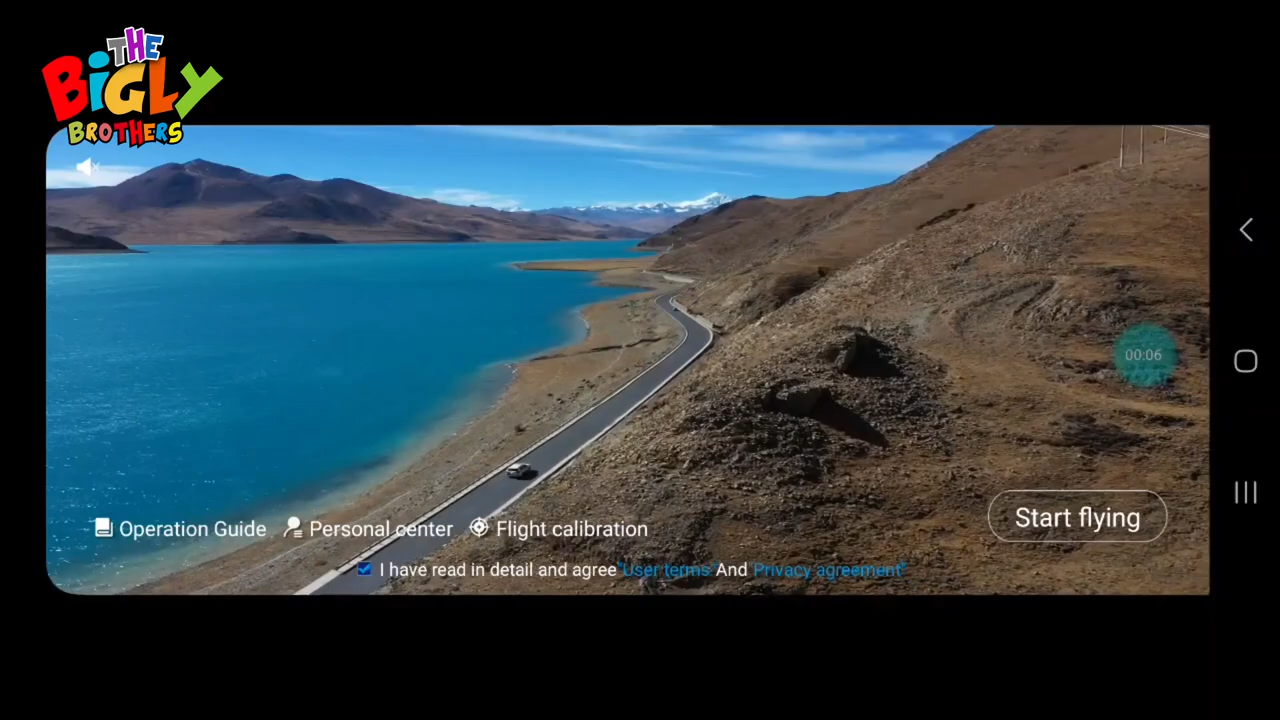 THE
BiGLY
BROTHERS
00:06
Operation Guide Personal center Flight calibration
Start flying
I have read in detail and agree"User terms"And Privacy agreement"